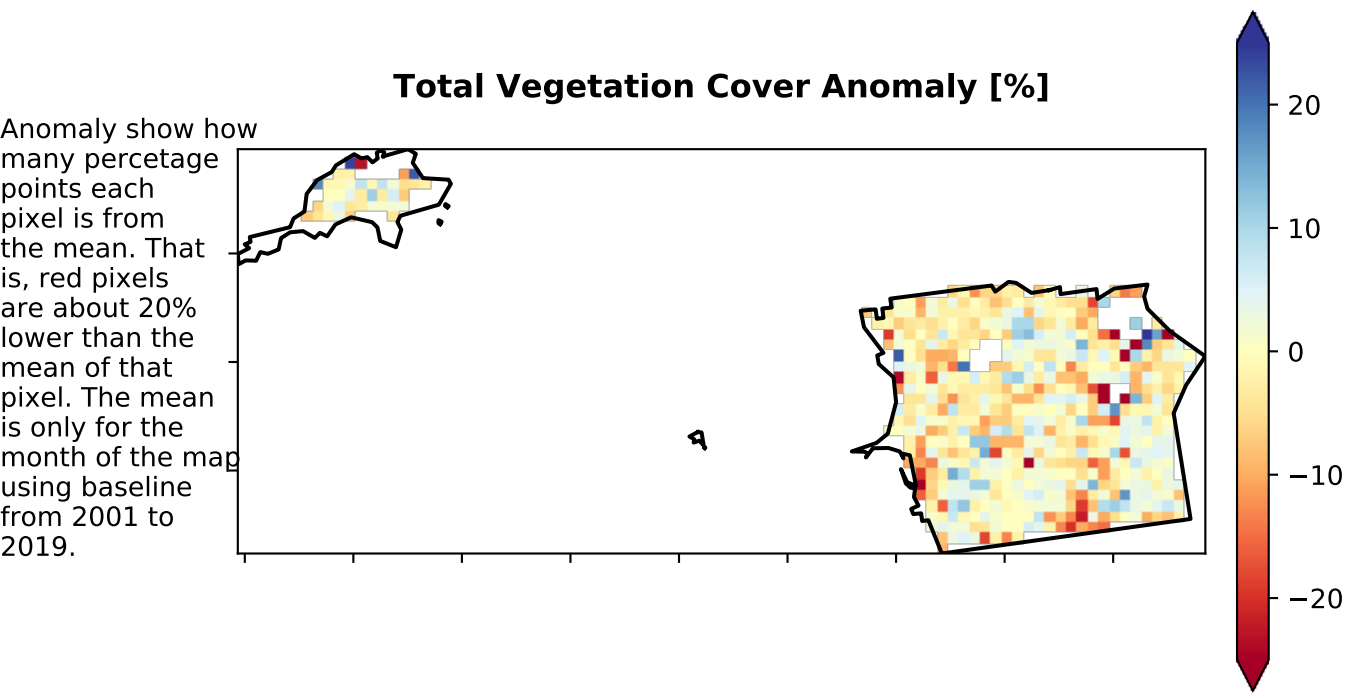 Total Vegetation Cover Anomaly [%]
Anomaly show how
many percetage
points each
pixel is from
the mean. That
is, red pixels
are about 20%
lower than the
mean of that
pixel. The mean
is only for the
month of the map
using baseline
from 2001 to
2019.
20
10
0
−10
−20